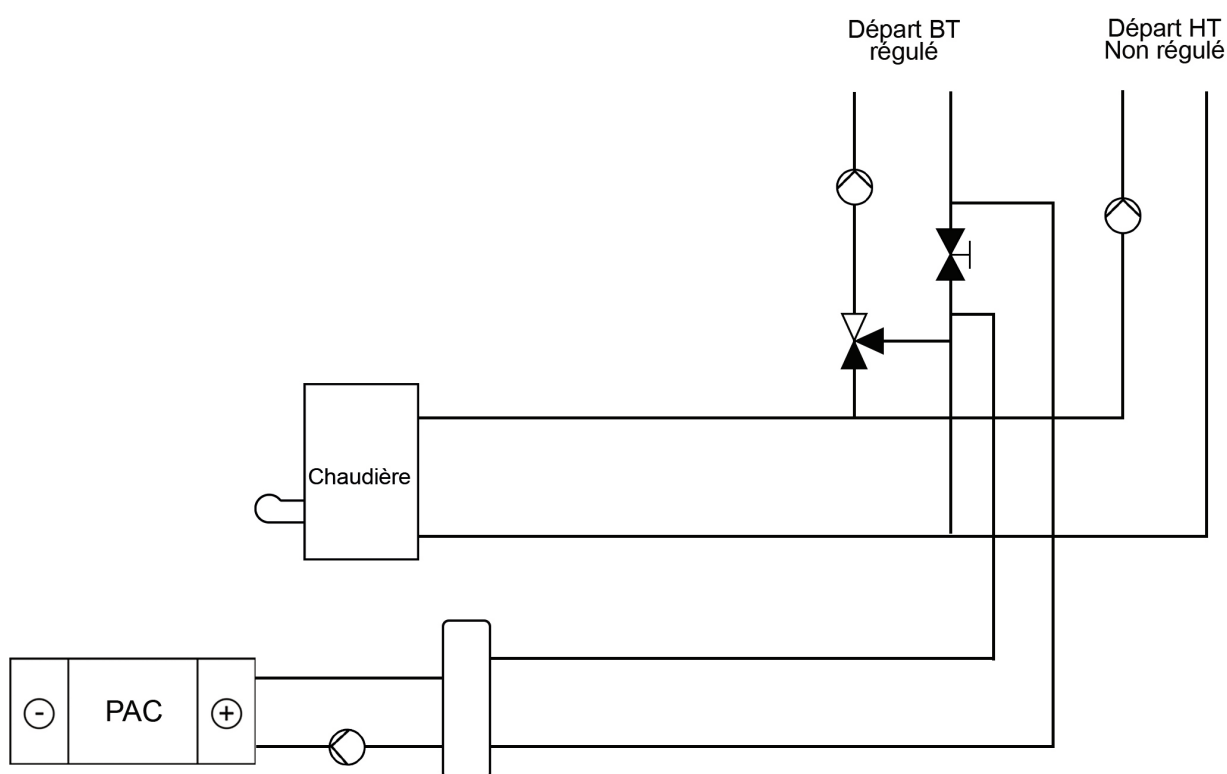 Départ BT
régulé
Départ HT
Non régulé
Chaudière
- PAC +